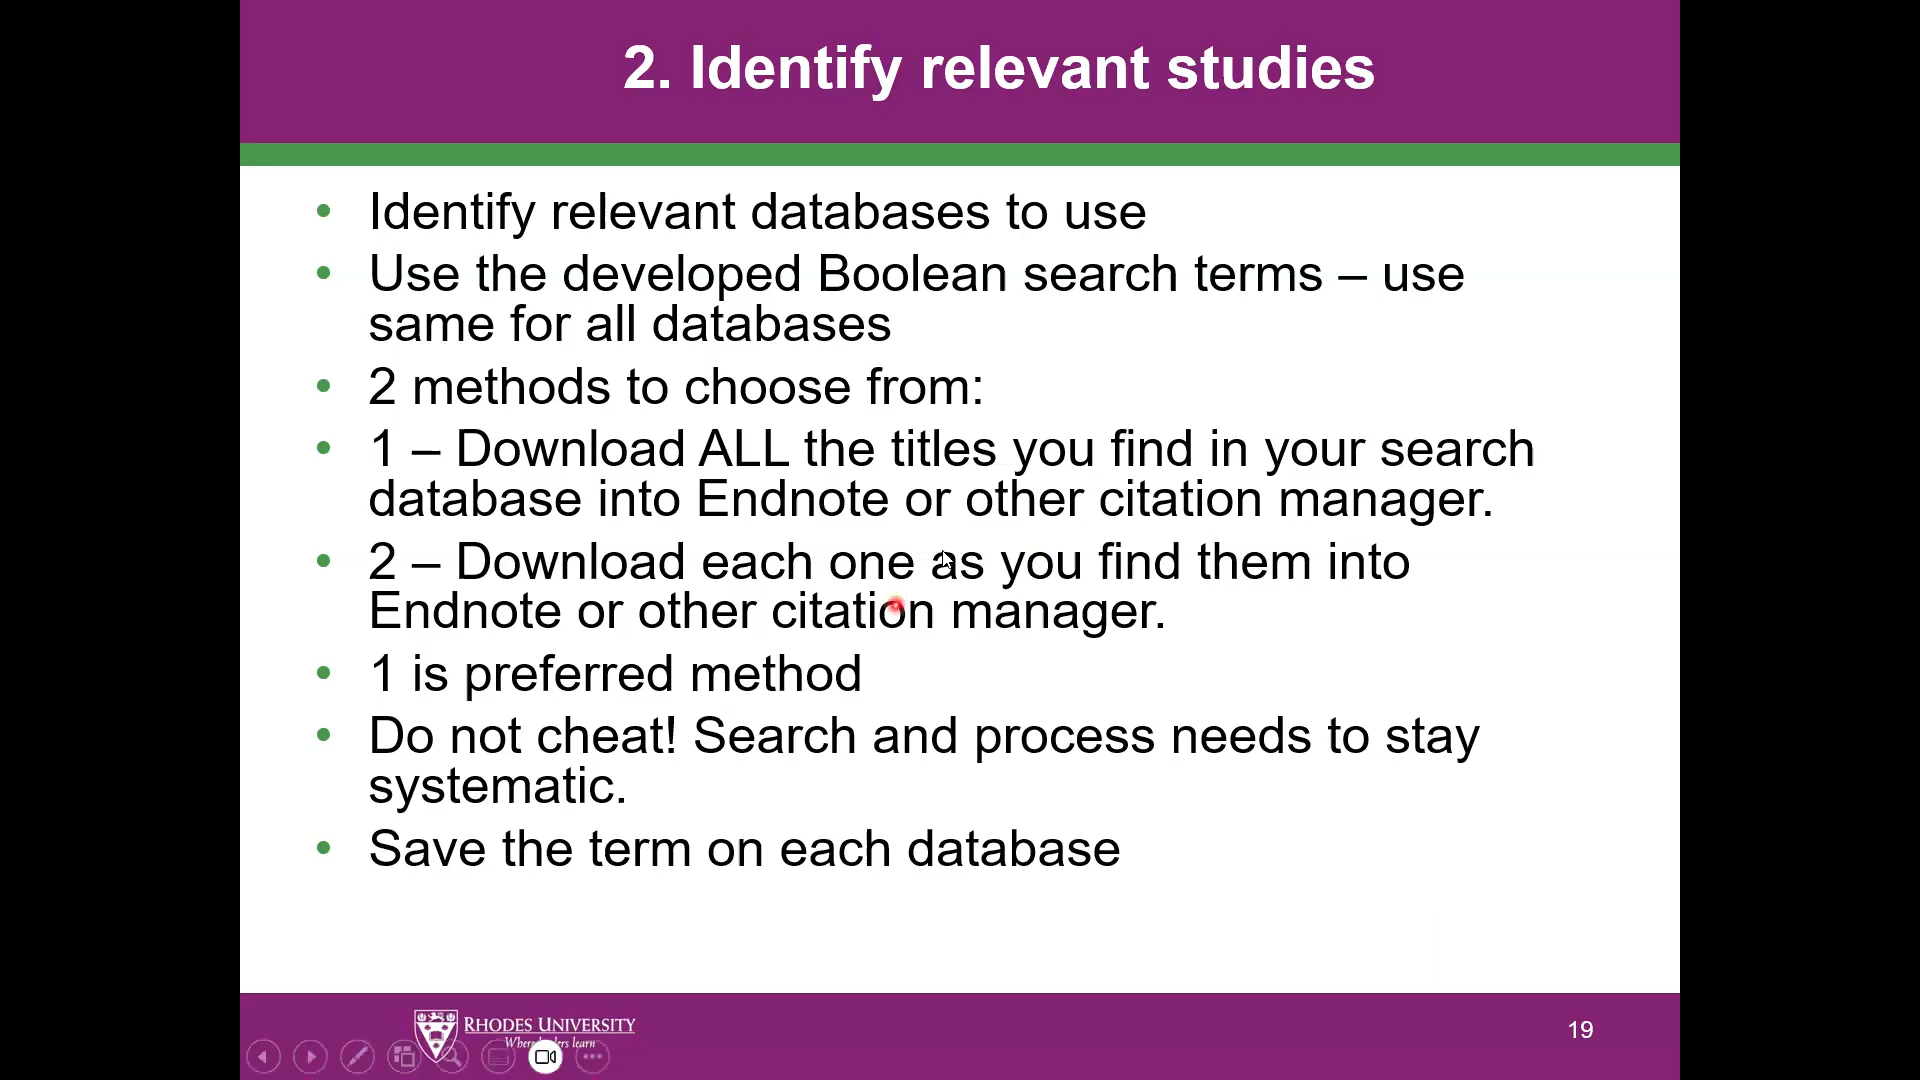 2. Identify relevant studies
• Identify relevant databases to use
• Use the developed Boolean search terms – use
same for all databases
• 2 methods to choose from:
• 1 – Download ALL the titles you find in your search
database into Endnote or other citation manager.
• 2 – Download each one as you find them into
Endnote or other citation manager.
• 1 is preferred method
• Do not cheat! Search and process needs to stay
systematic.
• Save the term on each database
RHODES UNIVERSITY
learn
19